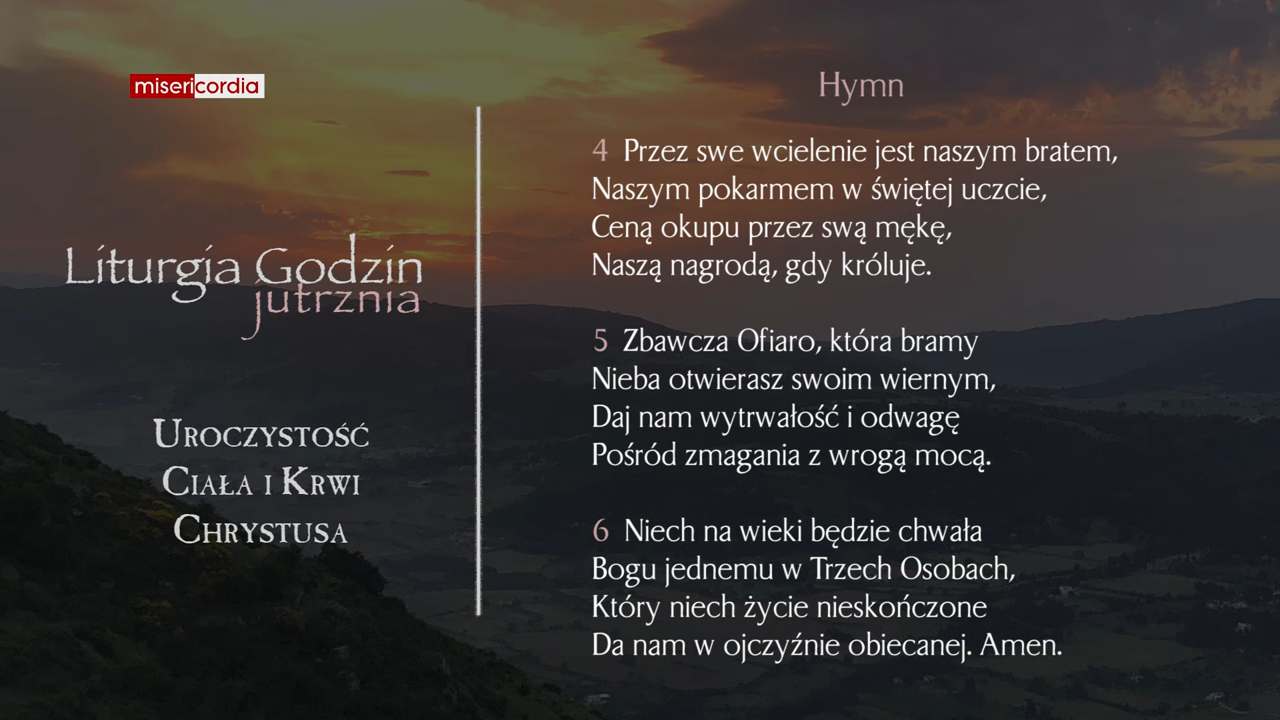 misericordia
Liturgia Godzin
jutrznia
Uroczystość
Ciała i Krwi
Chrystusa
Hymn
4 Przez swe wcielenie jest naszym bratem,
Naszym pokarmem w świętej uczcie,
Ceną okupu przez swą mękę,
Naszą nagrodą, gdy króluje.
5 Zbawcza Ofiaro, która bramy
Nieba otwierasz swoim wiernym,
Daj nam wytrwałość i odwagę
Pośród zmagania z wrogą mocą.
6 Niech na wieki będzie chwała
Bogu jednemu w Trzech Osobach,
Który niech życie nieskończone
Da nam w ojczyźnie obiecanej. Amen.